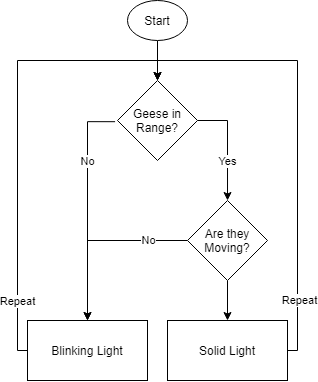 Start
Geese in
Range?
No
Yes
Are they
Moving?
No
Repeat
Repeat
Blinking Light
Solid Light